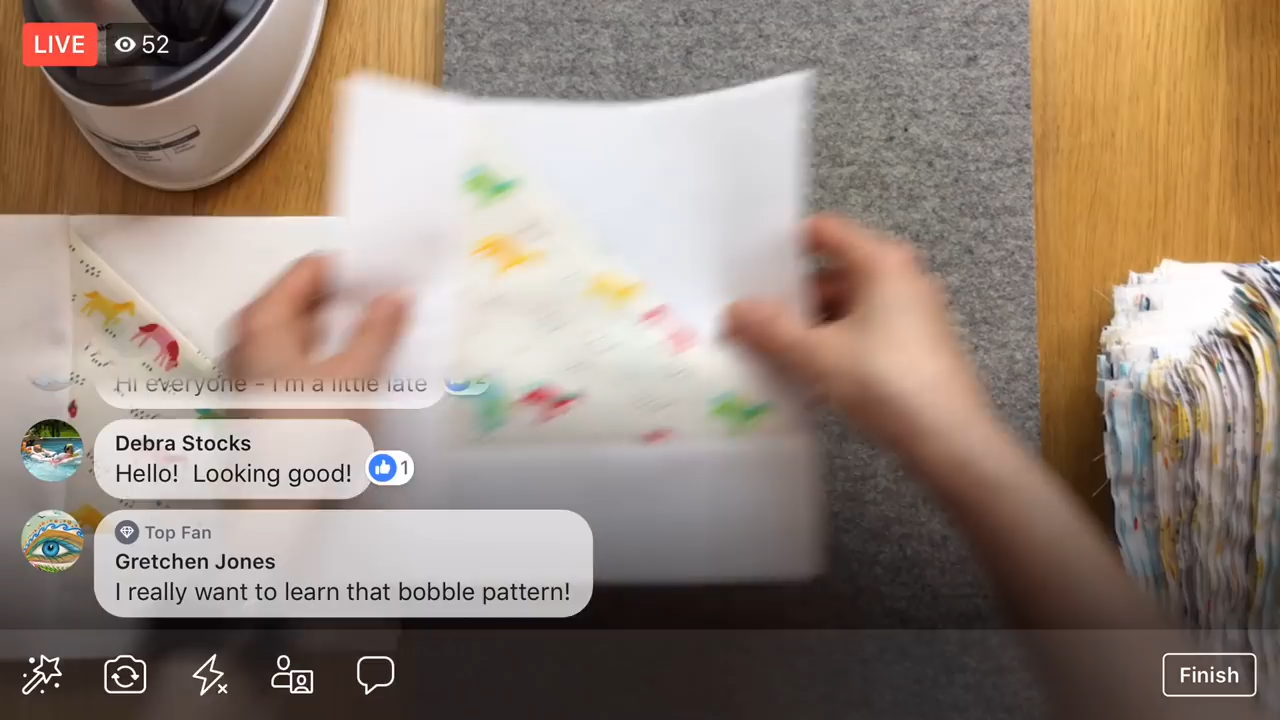 LIVE
52
Hi everyone - I'm a little late
2
Debra Stocks
Hello! Looking good!
1
Top Fan
Gretchen Jones
I really want to learn that bobble pattern!
Finish